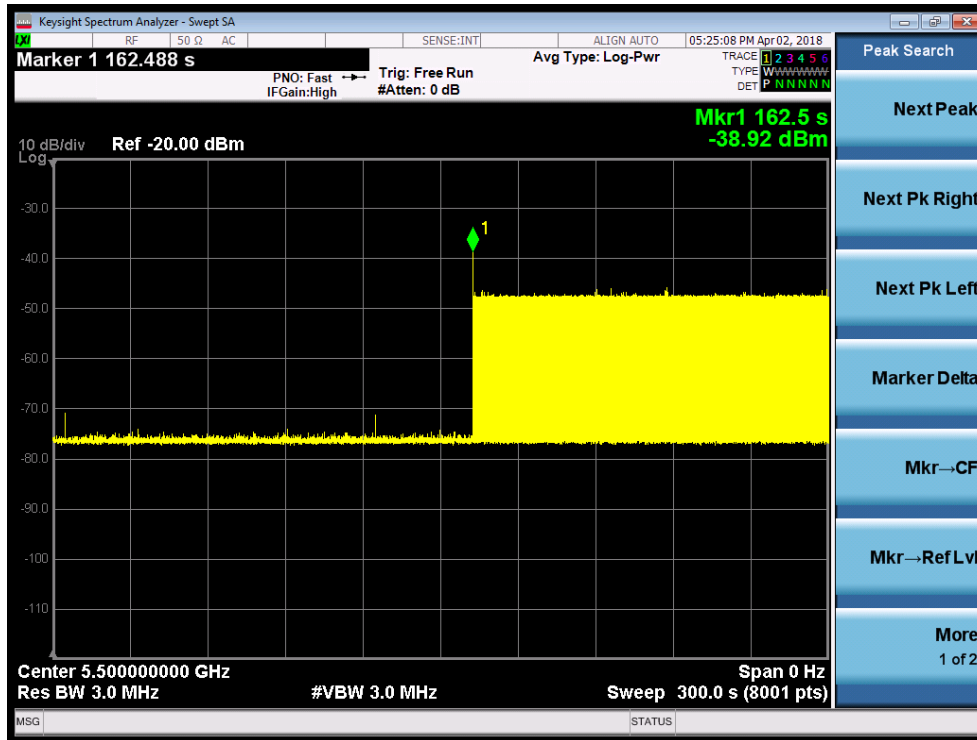 Keysight Spectrum Analyzer - Swept SA
LXI RF 50 Ω AC SENSE:INT ALIGN AUTO 05:25:08 PM Apr 02, 2018
Marker 1 162.488 s
PNO: Fast
IFGain:High
Trig: Free Run
#Atten: 0 dB
Avg Type: Log-Pwr
TRACE 1 2 3 4 5 6
TYPE WWWWWW
DET P N N N N N
Mkr1 162.5 s
-38.92 dBm
10 dB/div Ref -20.00 dBm
Log
1
-30.0
-40.0
-50.0
-60.0
-70.0
-80.0
-90.0
-100
-110
Center 5.500000000 GHz Span 0 Hz
Res BW 3.0 MHz #VBW 3.0 MHz Sweep 300.0 s (8001 pts)
MSG STATUS
Peak Search
Next Peak
Next Pk Right
Next Pk Left
Marker Delta
Mkr→CF
Mkr→Ref Lvl
More
1 of 2